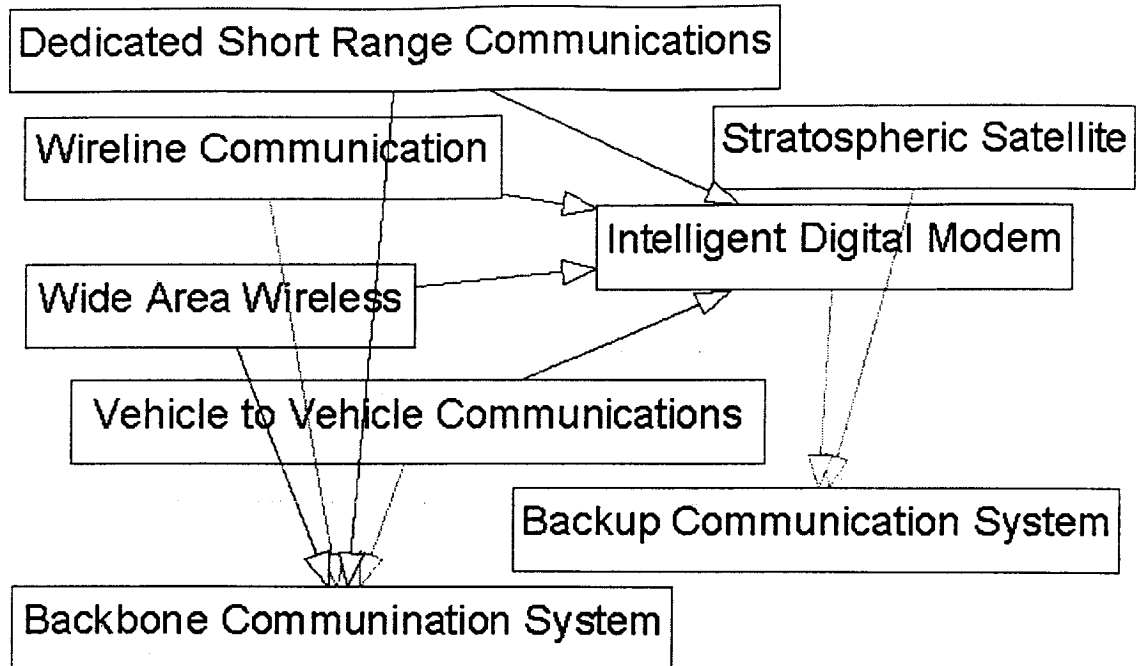 Dedicated Short Range Communications
Wireline Communication
Stratospheric Satellite
Intelligent Digital Modem
Wide Area Wireless
Vehicle to Vehicle Communications
Backup Communication System
Backbone Communination System